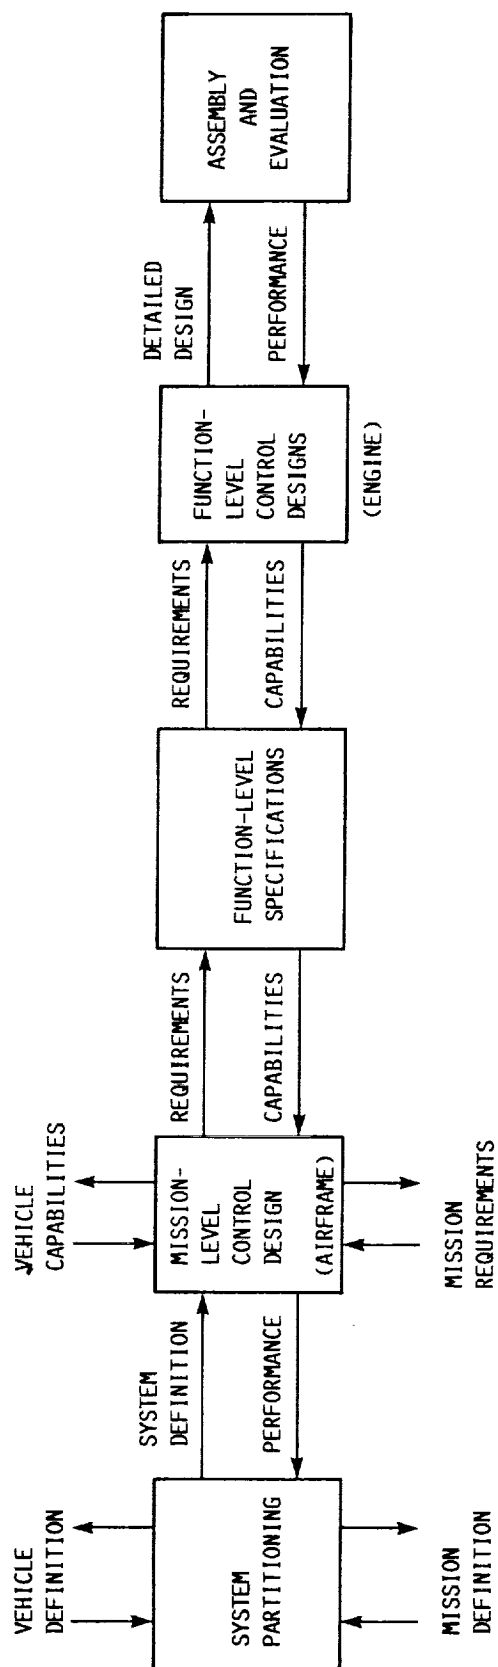 VEHICLE
DEFINITION
SYSTEM
PARTITIONING
MISSION
DEFINITION
SYSTEM
DEFINITION
PERFORMANCE
VEHICLE
CAPABILITIES
MISSION-
LEVEL
CONTROL
DESIGN
(AIRFRAME)
MISSION
REQUIREMENTS
REQUIREMENTS
CAPABILITIES
FUNCTION-LEVEL
SPECIFICATIONS
REQUIREMENTS
CAPABILITIES
FUNCTION-
LEVEL
CONTROL
DESIGNS
(ENGINE)
DETAILED
DESIGN
PERFORMANCE
ASSEMBLY
AND
EVALUATION